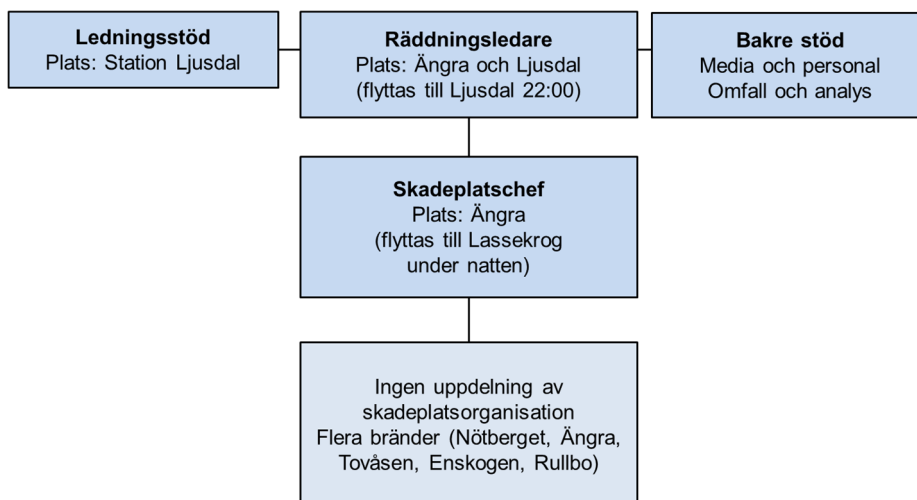 Ledningsstöd
Plats: Station Ljusdal
Räddningsledare
Plats: Ängra och Ljusdal
(flyttas till Ljusdal 22:00)
Bakre stöd
Media och personal
Omfall och analys
Skadeplatschef
Plats: Ängra
(flyttas till Lassekrog
under natten)
Ingen uppdelning av
skadeplatsorganisation
Flera bränder (Nötberget, Ängra,
Tovåsen, Enskogen, Rullbo)